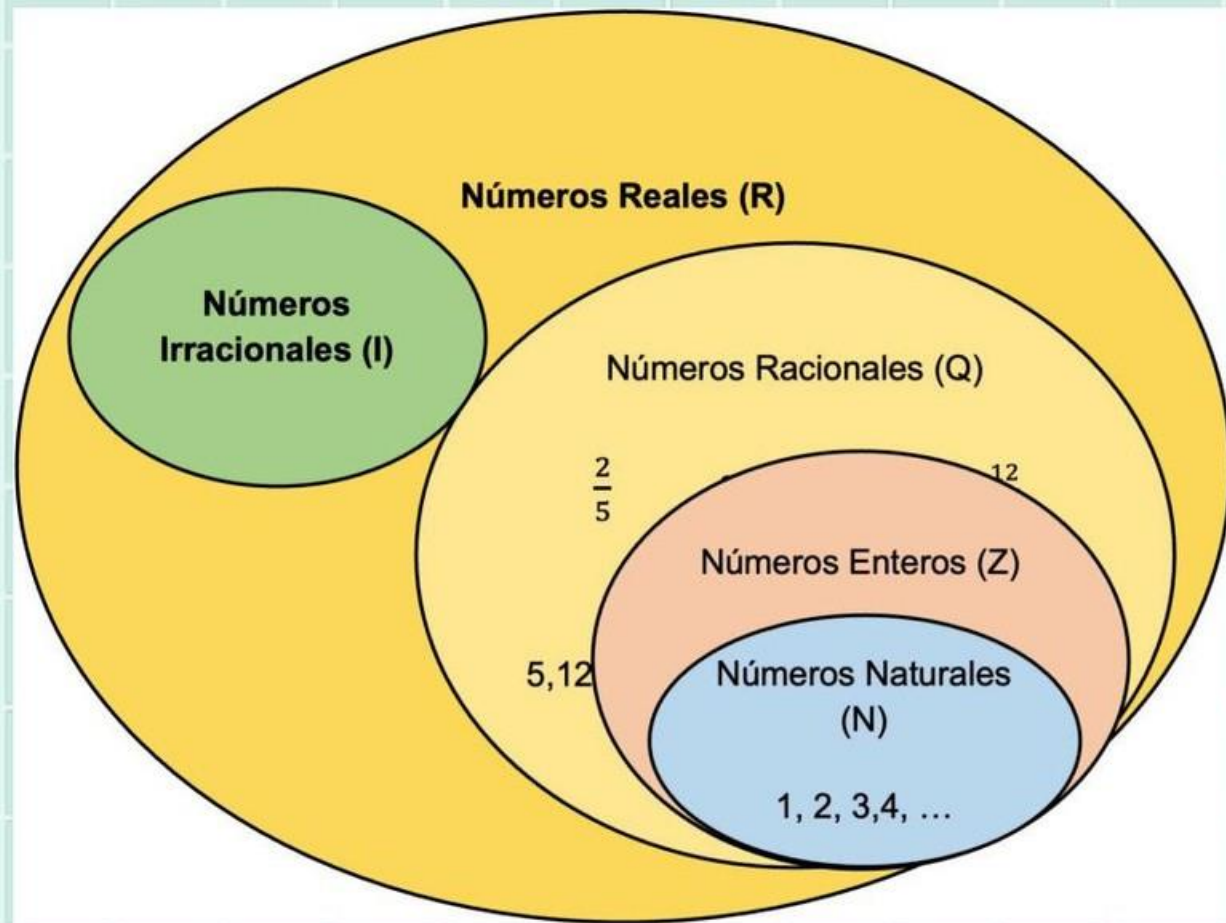 Números Reales (R)
Números
Irracionales (I)
Números Racionales (Q)
2
5
12
Números Enteros (Z)
5,12
Números Naturales
(N)
1, 2, 3,4, …